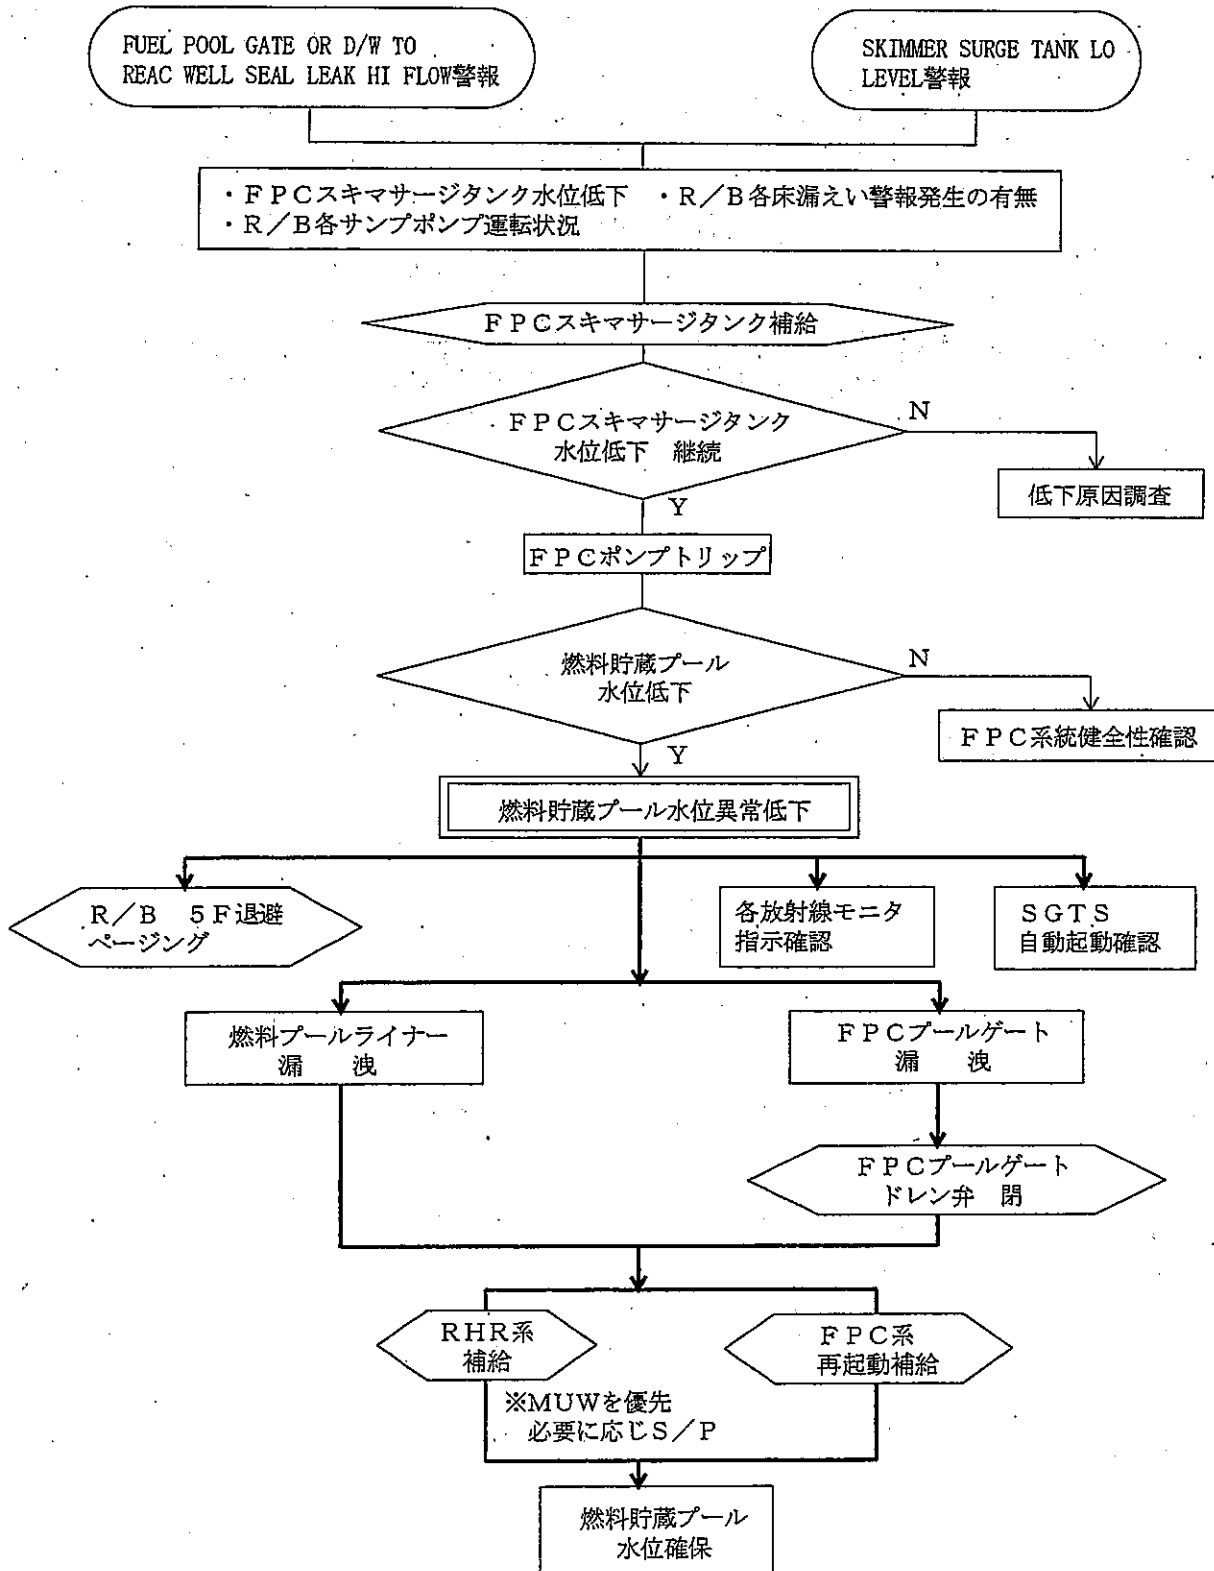 FUEL POOL GATE OR D/W TO
REAC WELL SEAL LEAK HI FLOW警報
SKIMMER SURGE TANK LO
LEVEL警報
・FPCスキマサージタンク水位低下 ・R/B各床漏えい警報発生の有無
・R/B各サンプポンプ運転状況
FPCスキマサージタンク補給
FPCスキマサージタンク
水位低下 継続
N
低下原因調査
Y
FPCポンプトリップ
燃料貯蔵プール
水位低下
N
FPC系統健全性確認
Y
燃料貯蔵プール水位異常低下
R/B 5F退避
ページング
各放射線モニタ
指示確認
SGTS
自動起動確認
燃料プールライナー
漏 洩
FPCプールゲート
漏 洩
FPCプールゲート
ドレン弁 閉
RHR系
補給
FPC系
再起動補給
※MUWを優先
必要に応じS/P
燃料貯蔵プール
水位確保